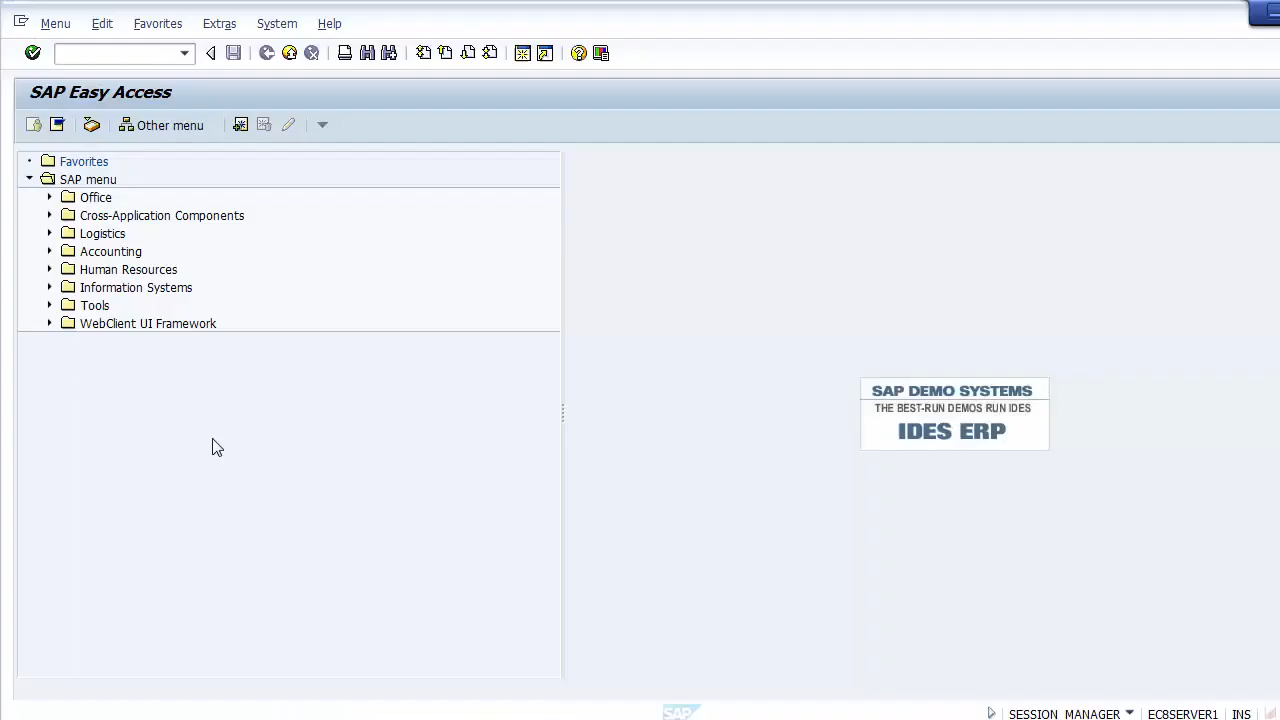 Menu Edit Favorites Extras System Help
SAP Easy Access
Other menu
Favorites
SAP menu
Office
Cross-Application Components
Logistics
Accounting
Human Resources
Information Systems
Tools
WebClient UI Framework
SAP DEMO SYSTEMS
THE BEST-RUN DEMOS RUN IDES
IDES ERP
SAP
SESSION_MANAGER EC8SERVER1 INS